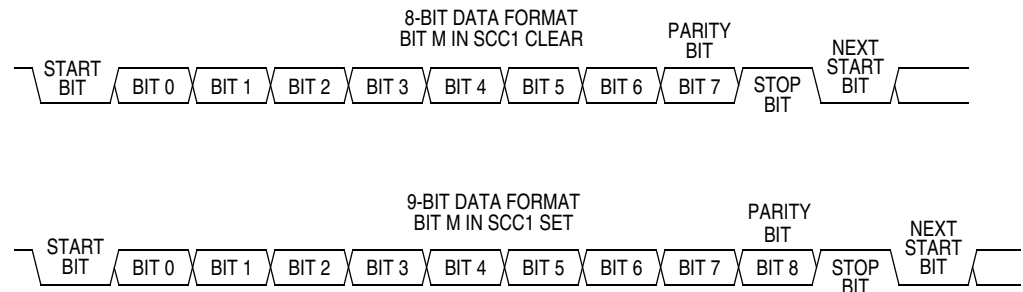 8-BIT DATA FORMAT
BIT M IN SCC1 CLEAR
PARITY
BIT
START
BIT
BIT 0
BIT 1
BIT 2
BIT 3
BIT 4
BIT 5
BIT 6
BIT 7
STOP
BIT
NEXT
START
BIT
9-BIT DATA FORMAT
BIT M IN SCC1 SET
PARITY
BIT
START
BIT
BIT 0
BIT 1
BIT 2
BIT 3
BIT 4
BIT 5
BIT 6
BIT 7
BIT 8
STOP
BIT
NEXT
START
BIT